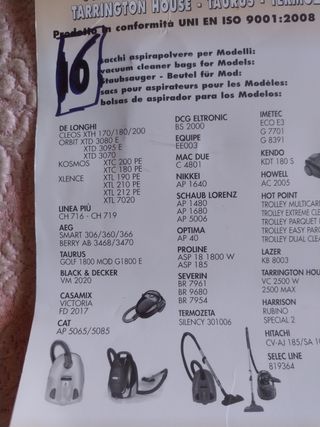 TARRINGTON HOUSE - TAURUS -
Prodotto in conformità UNI EN ISO 9001:2008
16
Sacchi aspirapolvere per Modelli:
vacuum cleaner bags for Models:
Staubsauger - Beutel für Mod:
sacs pour aspirateurs pour les Modèles:
bolsas de aspirador para los Modelos:
DE LONGHI
CLEOS XTH 170/180/200
ORBIT XTD 3080 E
XTD 3095 E
XTD 3070
KOSMOS XTC 200 PE
XTC 180 PE
XLENCE XTL 190 PE
XTL 210 PE
XTL 212 PE
XTL 7020
LINEA PIÙ
CH 716 - CH 719
AEG
SMART 306/360/366
BERRY AB 3468/3470
TAURUS
GOLF 1800 MOD G1800 E
BLACK & DECKER
VM 2020
CASAMIX
VICTORIA
FD 2017
CAT
AP 5065/5085
DCG ELTRONIC
BS 2000
EQUIPE
EE003
MAC DUE
C 4801
NIKKEI
AP 1640
SCHAUB LORENZ
AP 1480
AP 1680
AP 5006
OPTIMA
AP 40
PROLINE
ASP 18 1800 W
ASP 185
SEVERIN
BR 7961
BR 9680
BR 7954
TERMOZETA
SILENCY 301006
IMETEC
ECO E3
G 7701
G 8391
KENDO
KDT 180 S
HOWELL
AC 2005
HOT POINT
TROLLEY MULTICAR
TROLLEY EXTREME CLE
TROLLEY PARQUET
TROLLEY EASY PAR
TROLLEY DUAL CLEA
LAZER
KB 8003
TARRINGTON HOUS
VC 2500 W
2500 MAX
HARRISON
RUBINO
SPECIAL 2
HITACHI
CV-AJ 185/SA 10
SELEC LINE
819364